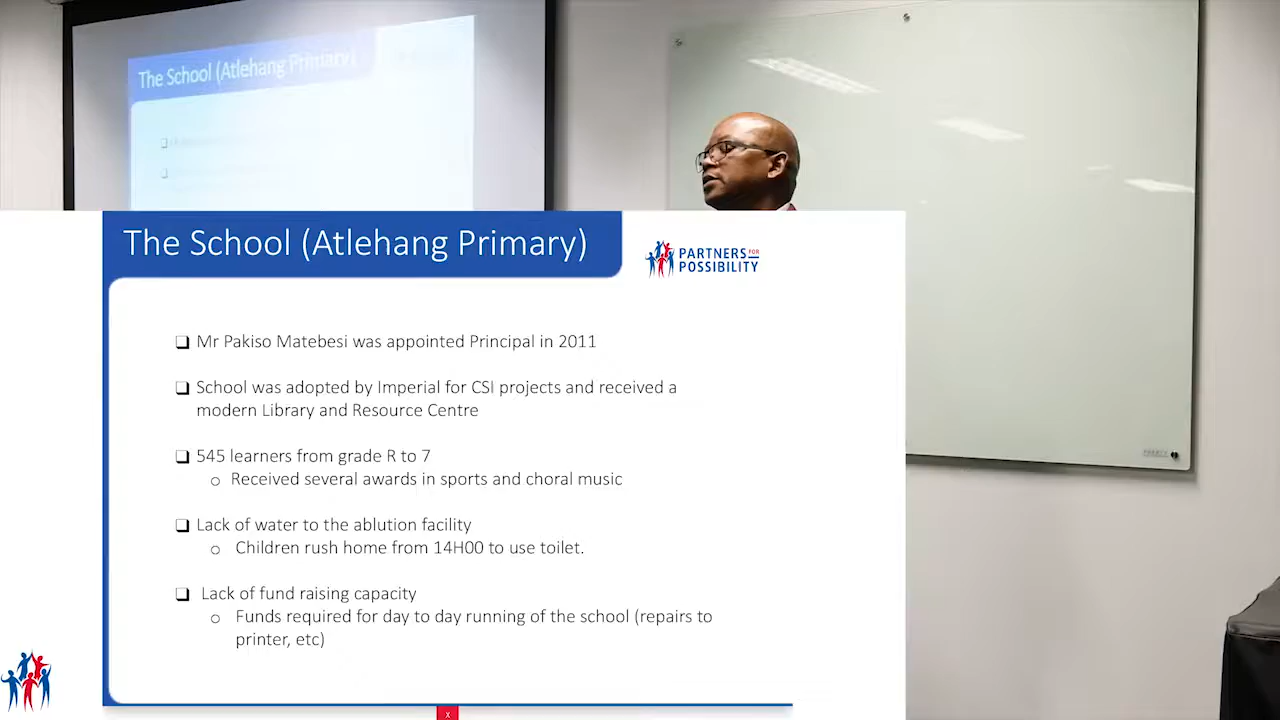 The School (Atlehang Primary)
The School (Atlehang Primary)
PARTNERS FOR
POSSIBILITY
❑ Mr Pakiso Matebesi was appointed Principal in 2011
❑ School was adopted by Imperial for CSI projects and received a
modern Library and Resource Centre
❑ 545 learners from grade R to 7
o Received several awards in sports and choral music
❑ Lack of water to the ablution facility
o Children rush home from 14H00 to use toilet.
❑ Lack of fund raising capacity
o Funds required for day to day running of the school (repairs to
printer, etc)
x